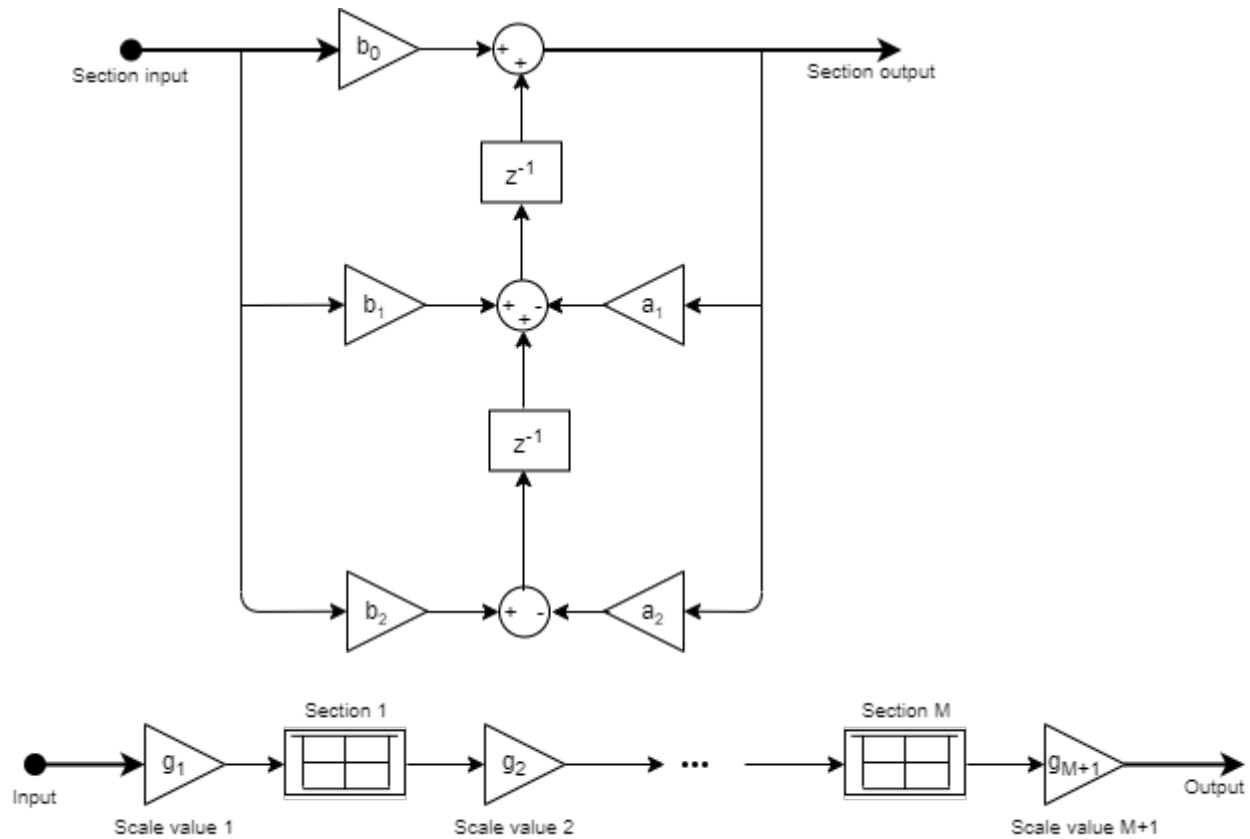 b₀
+
+
Section input
Section output
z⁻¹
b₁
+
+
-
a₁
z⁻¹
b₂
+
-
a₂
Section 1
Section M
g₁
g₂
...
g_M+1
Input
Output
Scale value 1
Scale value 2
Scale value M+1